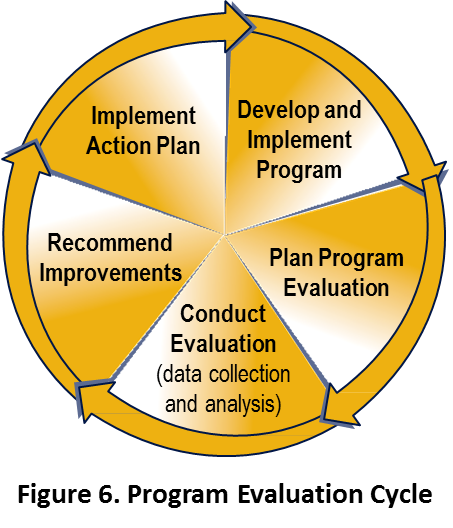 Develop and
Implement
Program
Plan Program
Evaluation
Conduct
Evaluation
(data collection
and analysis)
Recommend
Improvements
Implement
Action Plan
Figure 6. Program Evaluation Cycle